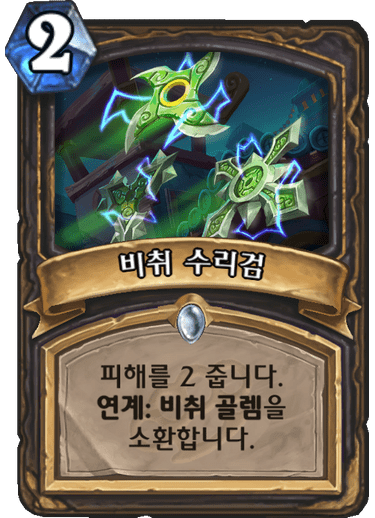 2
비취 수리검
피해를 2 줍니다.
연계: 비취 골렘을
소환합니다.